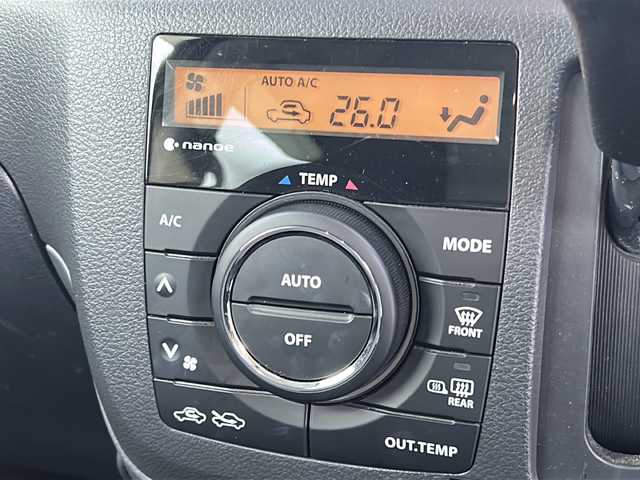 AUTO A/C
26.0
nanoe
TEMP
A/C
MODE
AUTO
OFF
FRONT
REAR
OUT.TEMP